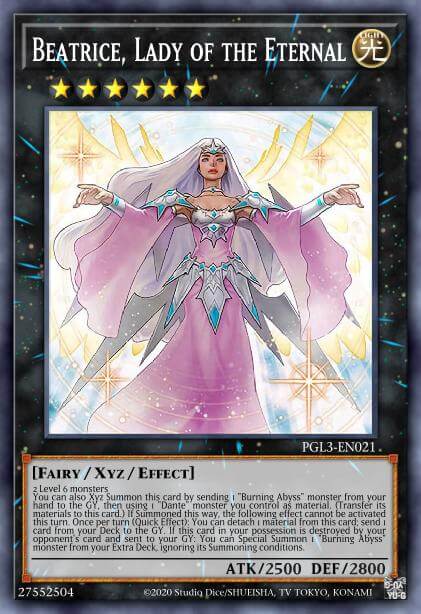 BEATRICE, LADY OF THE ETERNAL
LIGHT
光
PGL3-EN021
[FAIRY / XYZ / EFFECT]
2 Level 6 monsters
You can also Xyz Summon this card by sending 1 "Burning Abyss" monster from your
hand to the GY, then using 1 "Dante" monster you control as material. (Transfer its
materials to this card.) If Summoned this way, the following effect cannot be activated
this turn. Once per turn (Quick Effect): You can detach 1 material from this card; send 1
card from your Deck to the GY. If this card in your possession is destroyed by your
opponent's card and sent to your GY: You can Special Summon 1 "Burning Abyss"
monster from your Extra Deck, ignoring its Summoning conditions.
ATK/2500 DEF/2800
27552504
©2020 Studio Dice/SHUEISHA, TV TOKYO, KONAMI